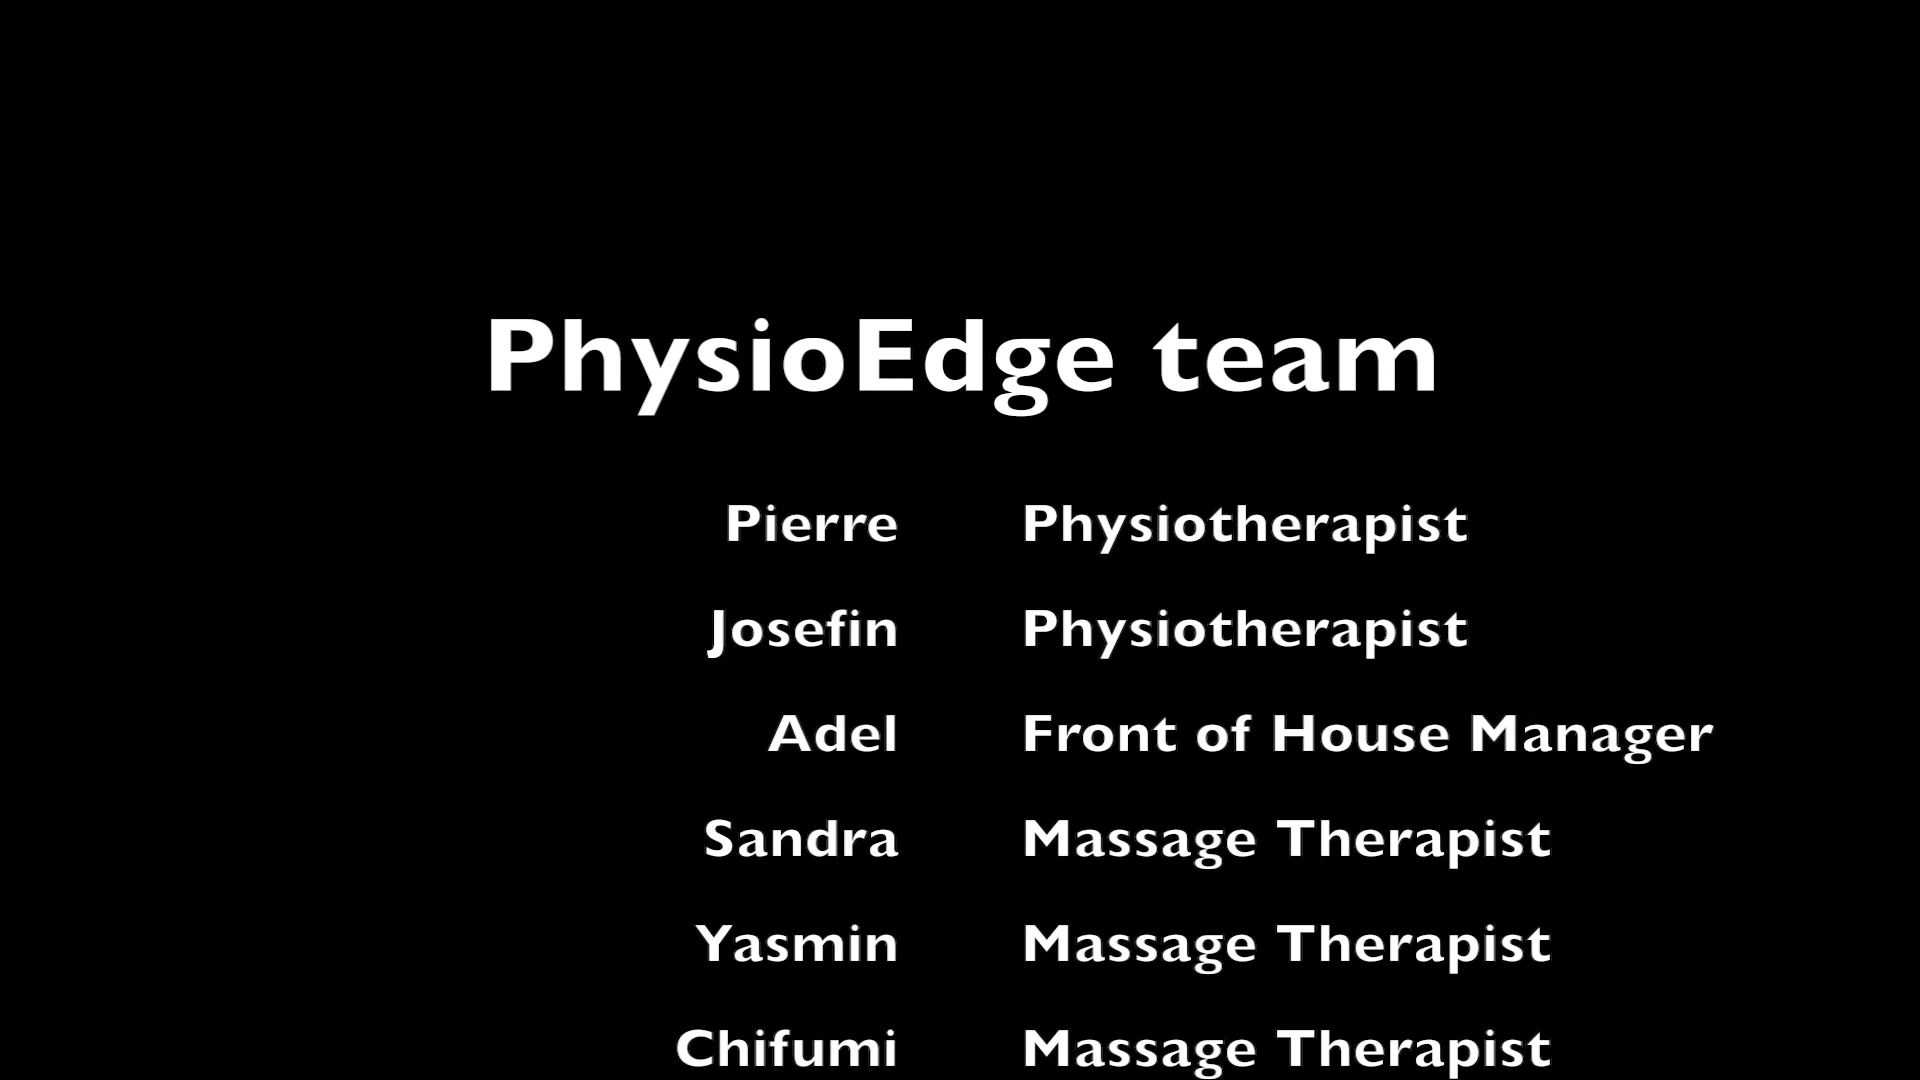 PhysioEdge team
Pierre Physiotherapist
Josefin Physiotherapist
Adel Front of House Manager
Sandra Massage Therapist
Yasmin Massage Therapist
Chifumi Massage Therapist